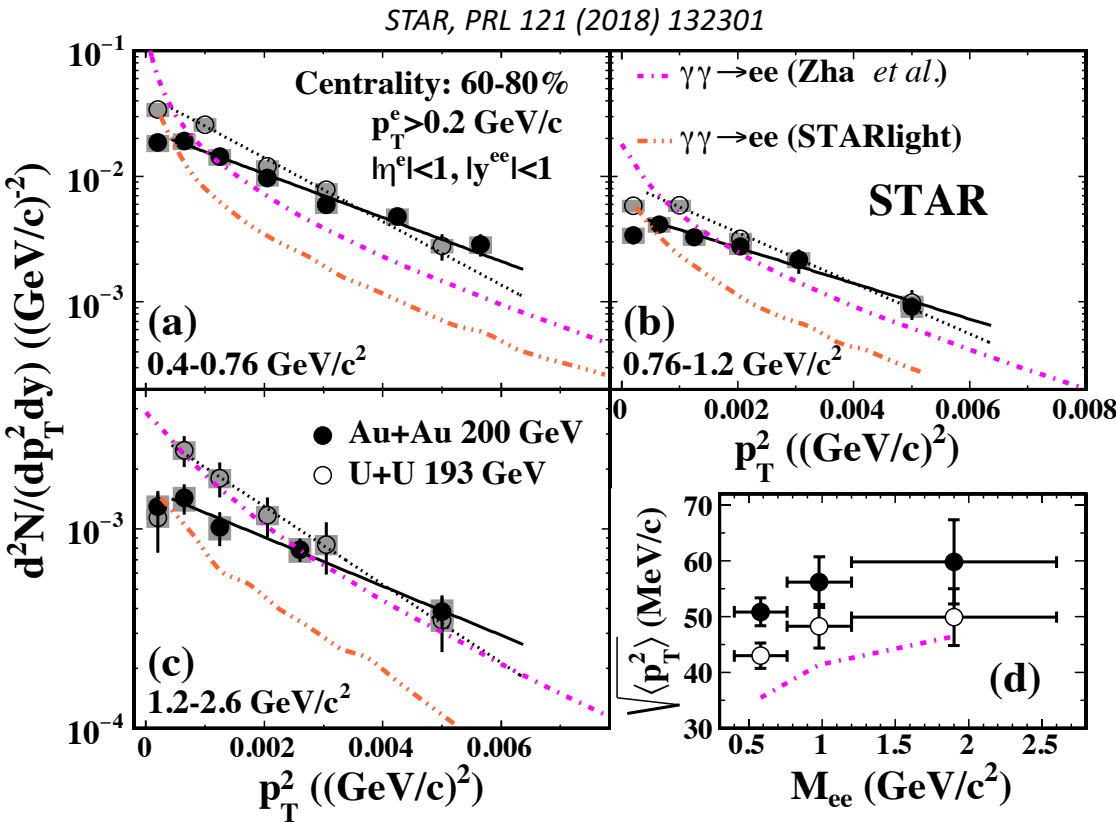 STAR, PRL 121 (2018) 132301
d²N/(dp_T²dy) ((GeV/c)⁻²)
10⁻¹
10⁻²
10⁻³
Centrality: 60-80%
p_T^e>0.2 GeV/c
|η^e|<1, |y^ee|<1
(a)
0.4-0.76 GeV/c²
γγ→ee (Zha et al.)
γγ→ee (STARlight)
STAR
(b)
0.76-1.2 GeV/c²
0 0.002 0.004 0.006 0.008
p_T² ((GeV/c)²)
10⁻³
10⁻⁴
Au+Au 200 GeV
U+U 193 GeV
(c)
1.2-2.6 GeV/c²
0 0.002 0.004 0.006
p_T² ((GeV/c)²)
√⟨p_T²⟩ (MeV/c)
70
60
50
40
30
(d)
0.5 1 1.5 2 2.5
M_ee (GeV/c²)